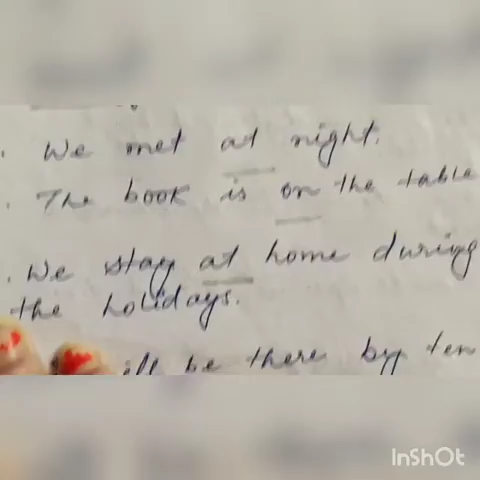 We met at night.
The book is on the table
We stay at home during
the holidays.
ill be there by ten
InShOt